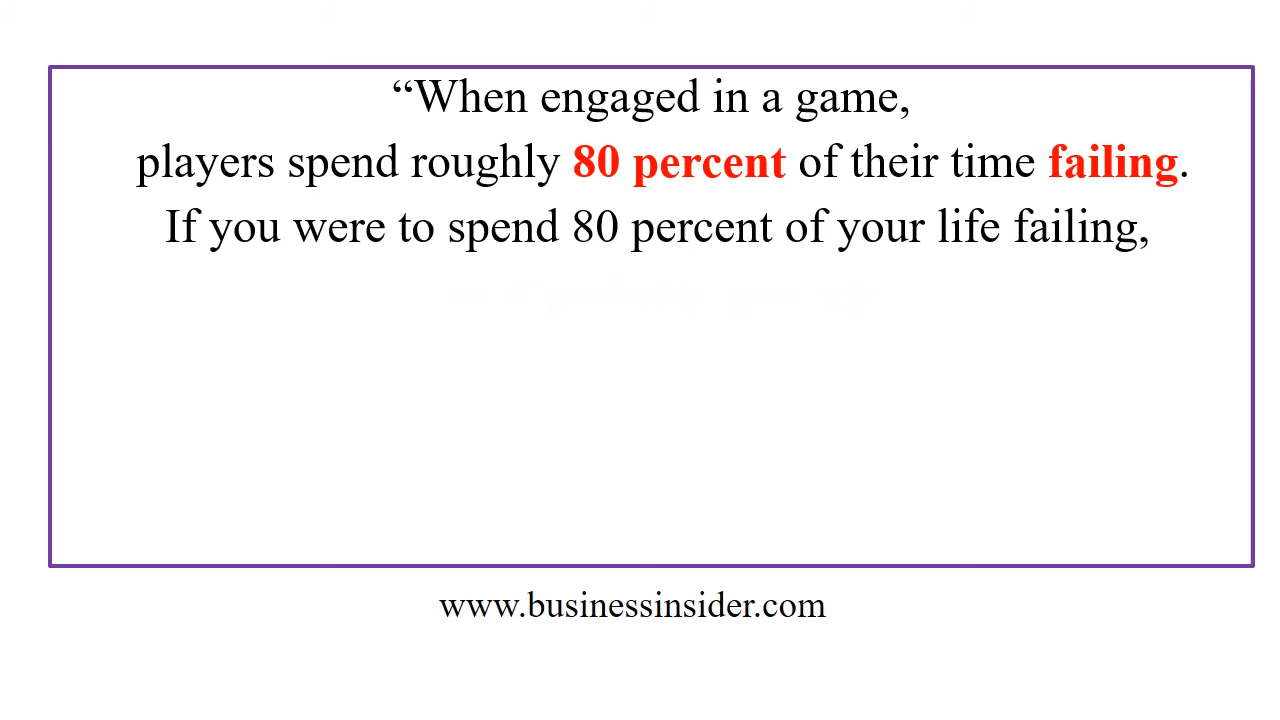 “When engaged in a game,
players spend roughly 80 percent of their time failing.
If you were to spend 80 percent of your life failing,
www.businessinsider.com